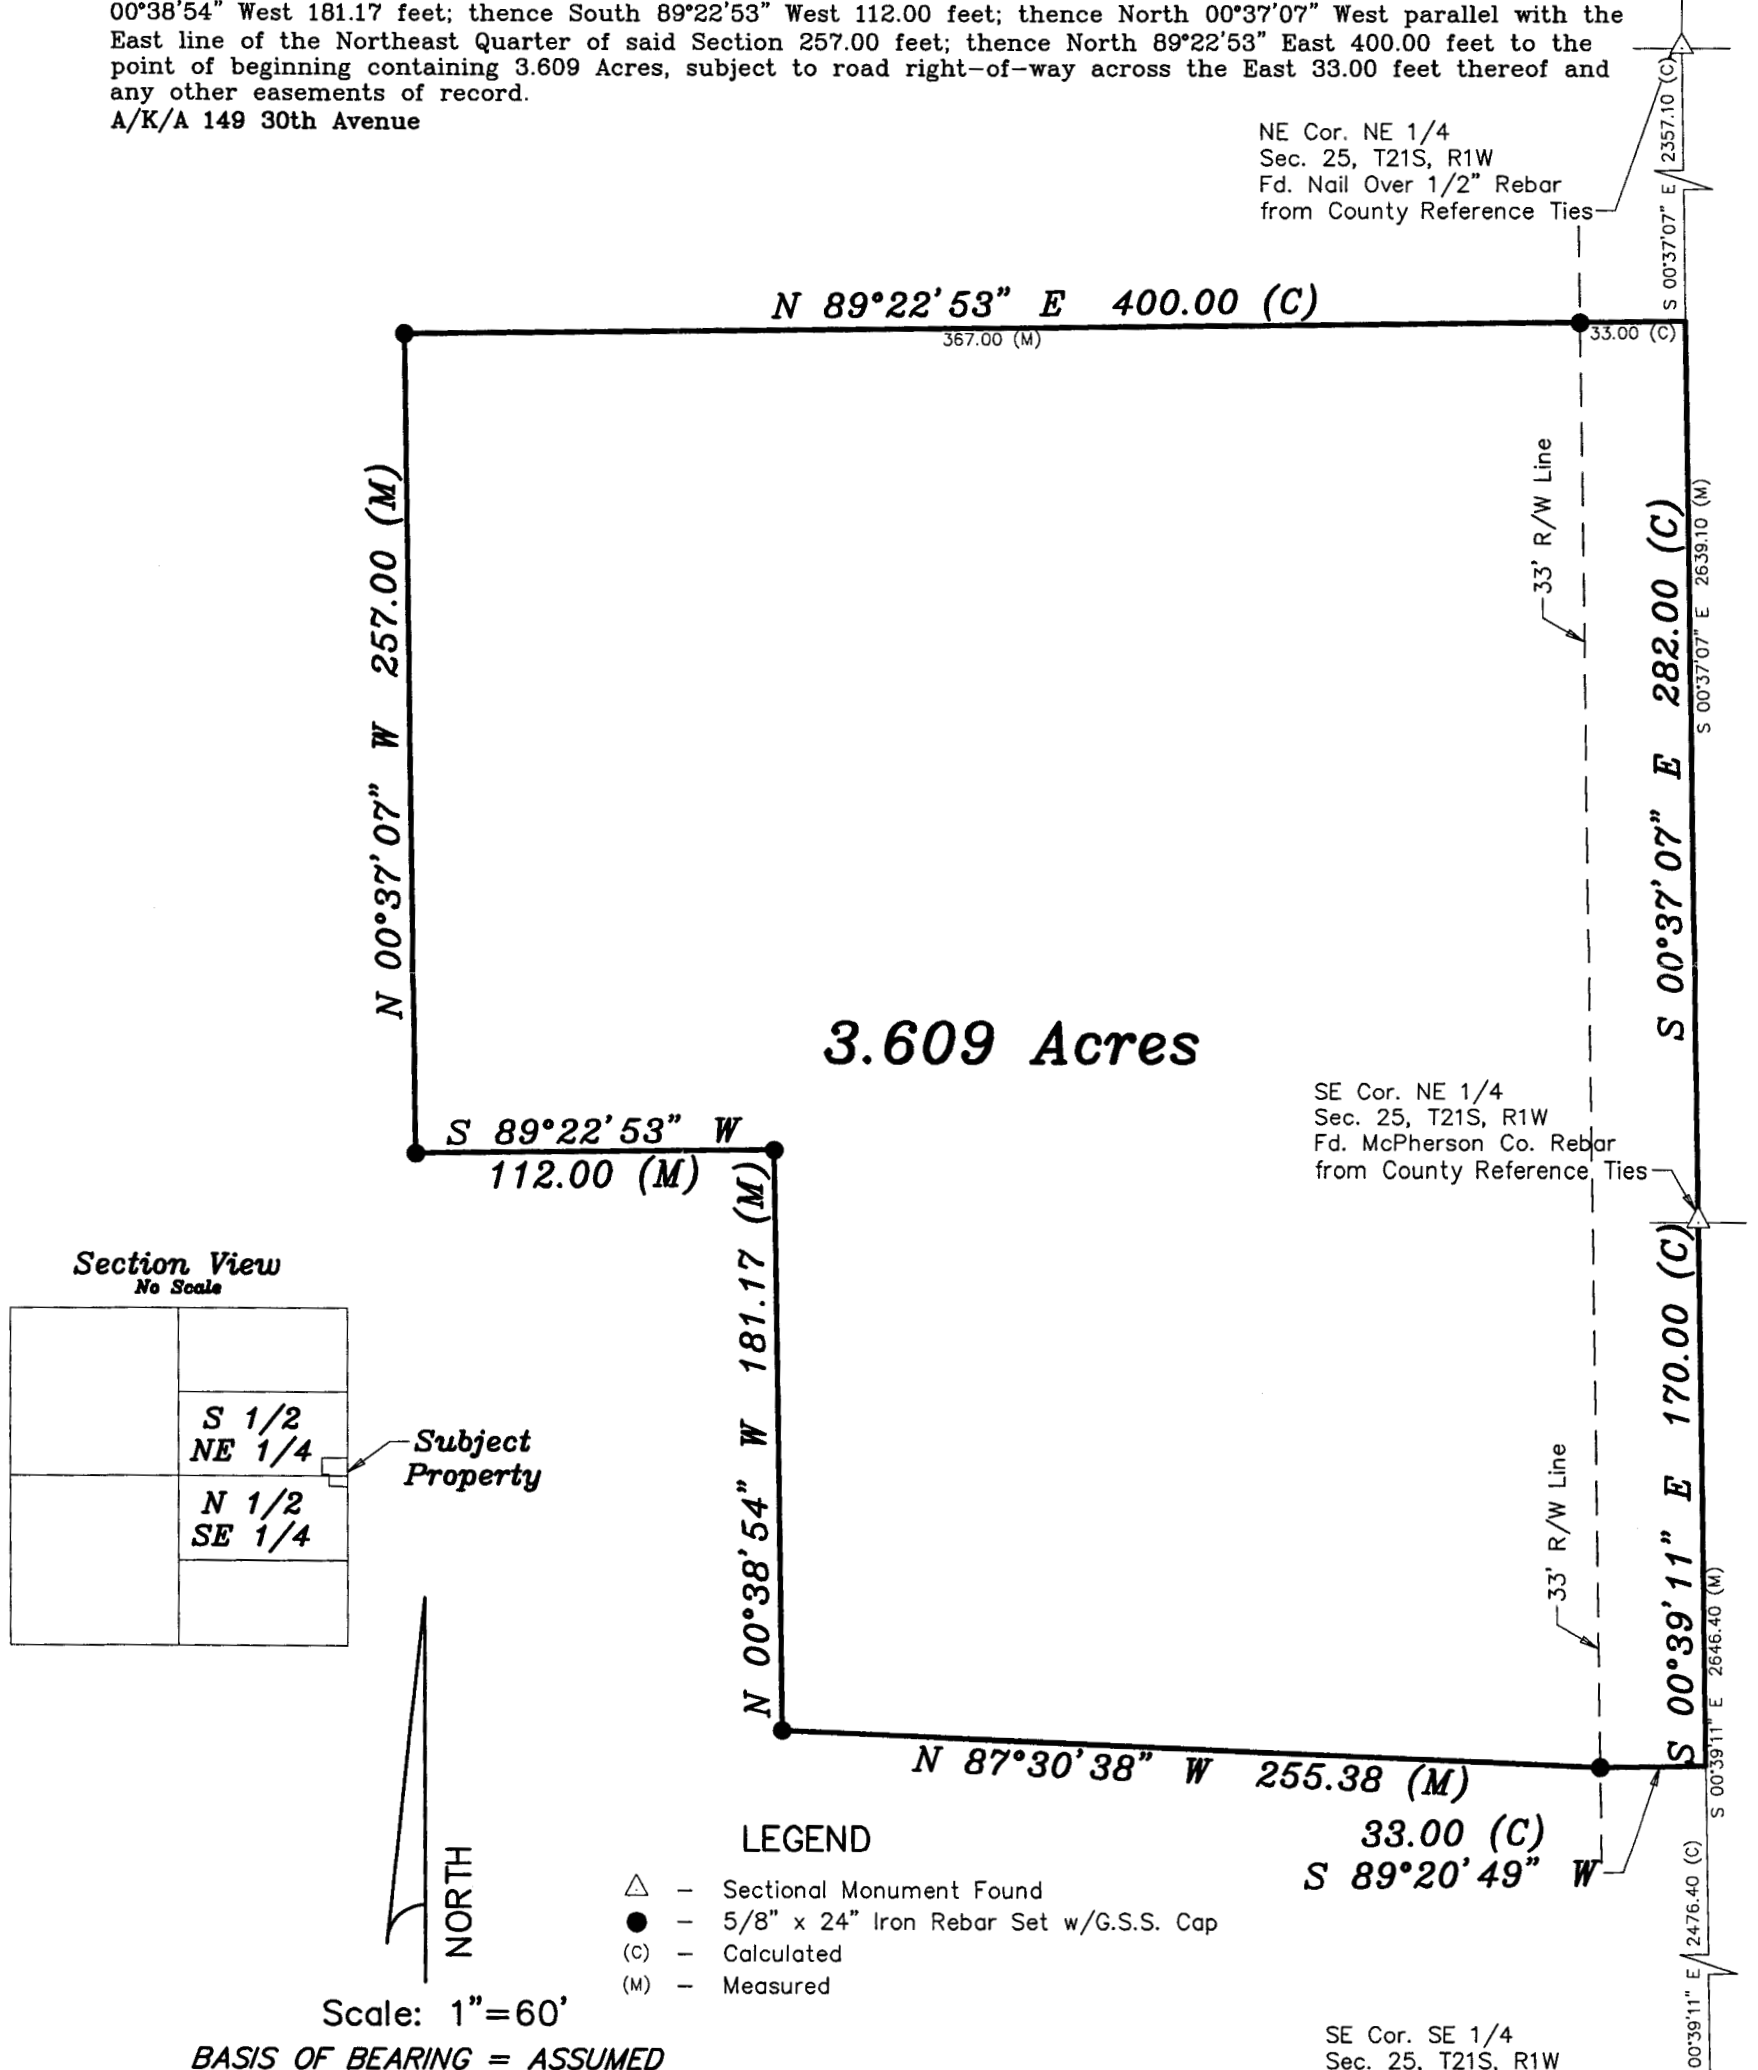 00°38'54" West 181.17 feet; thence South 89°22'53" West 112.00 feet; thence North 00°37'07" West parallel with the
East line of the Northeast Quarter of said Section 257.00 feet; thence North 89°22'53" East 400.00 feet to the
point of beginning containing 3.609 Acres, subject to road right-of-way across the East 33.00 feet thereof and
any other easements of record.
A/K/A 149 30th Avenue
NE Cor. NE 1/4
Sec. 25, T21S, R1W
Fd. Nail Over 1/2" Rebar
from County Reference Ties
S 00°37'07" E 2357.10 (C)
N 89°22'53" E 400.00 (C)
367.00 (M)
33.00 (C)
N 00°37'07" W 257.00 (M)
33' R/W Line
S 00°37'07" E 282.00 (C)
S 00°37'07" E 2639.10 (M)
3.609 Acres
SE Cor. NE 1/4
Sec. 25, T21S, R1W
Fd. McPherson Co. Rebar
from County Reference Ties
S 89°22'53" W
112.00 (M)
N 00°38'54" W 181.17 (M)
Section View
No Scale
S 1/2
NE 1/4
N 1/2
SE 1/4
Subject
Property
33' R/W Line
S 00°39'11" E 170.00 (C)
S 00°39'11" E 2646.40 (M)
N 87°30'38" W 255.38 (M)
33.00 (C)
S 89°20'49" W
LEGEND
△ - Sectional Monument Found
● - 5/8" x 24" Iron Rebar Set w/G.S.S. Cap
(C) - Calculated
(M) - Measured
NORTH
Scale: 1"=60'
BASIS OF BEARING = ASSUMED
00°39'11" E 2476.40 (C)
SE Cor. SE 1/4
Sec. 25, T21S, R1W